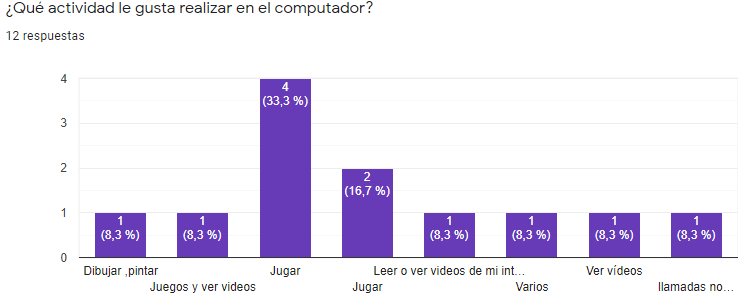 ¿Qué actividad le gusta realizar en el computador?
12 respuestas
4
3
2
1
0
1
(8,3 %)
1
(8,3 %)
4
(33,3 %)
2
(16,7 %)
1
(8,3 %)
1
(8,3 %)
1
(8,3 %)
1
(8,3 %)
Dibujar ,pintar
Juegos y ver videos
Jugar
Jugar
Leer o ver videos de mi int…
Varios
Ver vídeos
llamadas no…